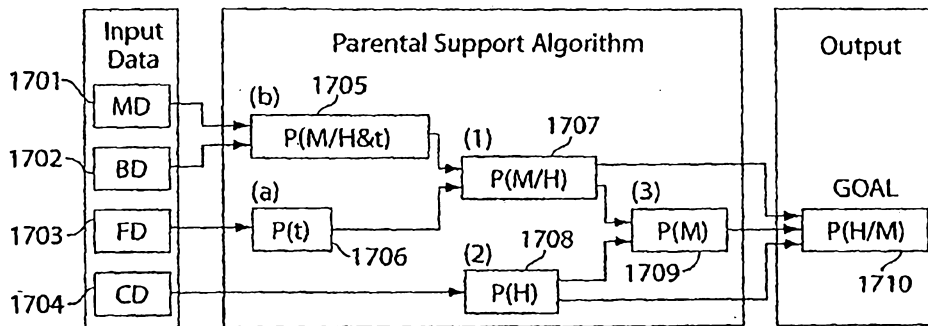 Input
Data
Parental Support Algorithm
Output
1701
MD
(b)
1705
P(M/H&t)
1702
BD
(1)
1707
P(M/H)
GOAL
1703
FD
(a)
P(t)
1706
(3)
P(M)
1709
P(H/M)
1710
1704
CD
(2)
1708
P(H)